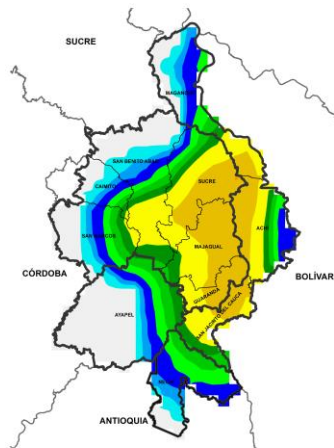 SUCRE
MAGANGUÉ
SAN BENITO ABAD
SUCRE
CAIMITO
SAN MARCOS
ACHÍ
MAJAGUAL
CÓRDOBA
BOLÍVAR
GUARANDA
AYAPEL
SAN JACINTO DEL CAUCA
NECHÍ
ANTIOQUIA